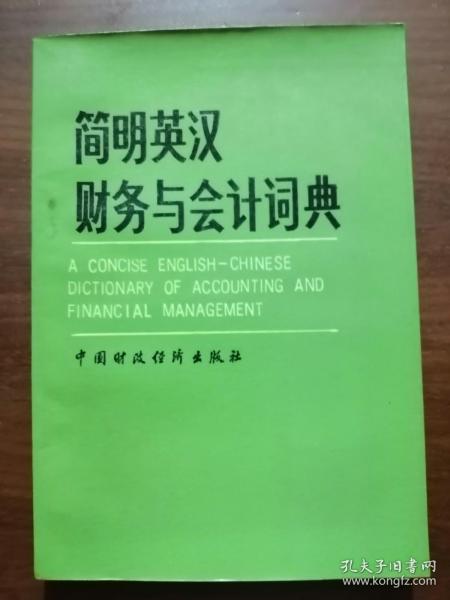 简明英汉
财务与会计词典
A CONCISE ENGLISH-CHINESE
DICTIONARY OF ACCOUNTING AND
FINANCIAL MANAGEMENT
中国财政经济出版社
孔夫子旧书网
www.kongfz.com